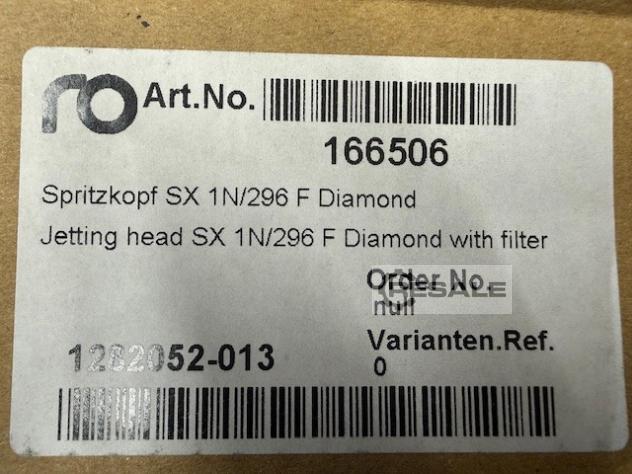 ro Art.No.
166506
Spritzkopf SX 1N/296 F Diamond
Jetting head SX 1N/296 F Diamond with filter
Order No.
RESALE
null
1282052-013
Varianten.Ref.
0